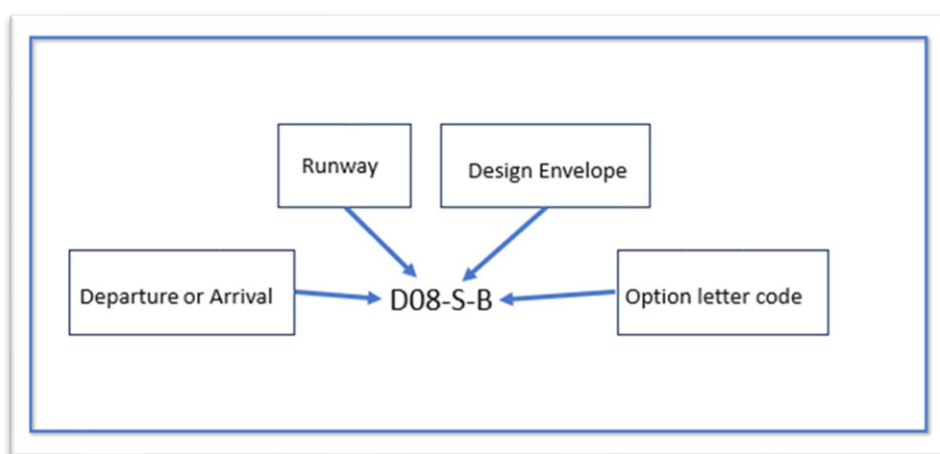 Runway
Design Envelope
Departure or Arrival
D08-S-B
Option letter code